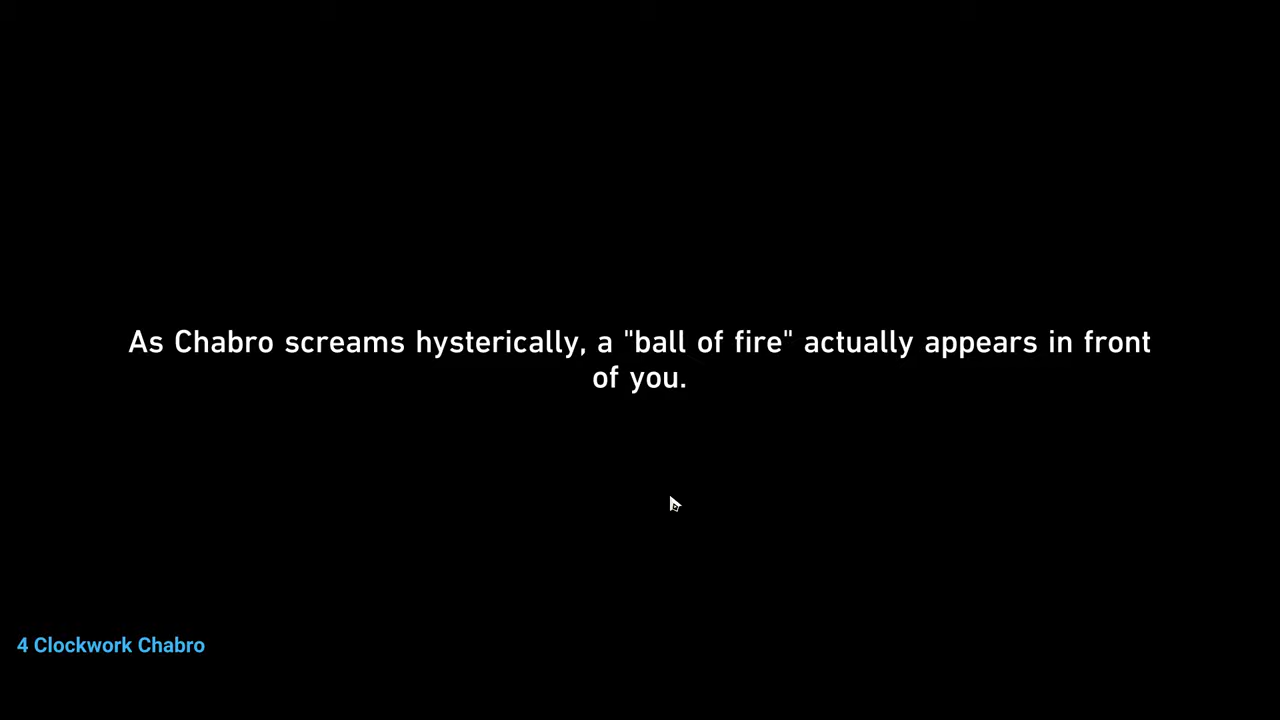 As Chabro screams hysterically, a "ball of fire" actually appears in front
of you.
4 Clockwork Chabro